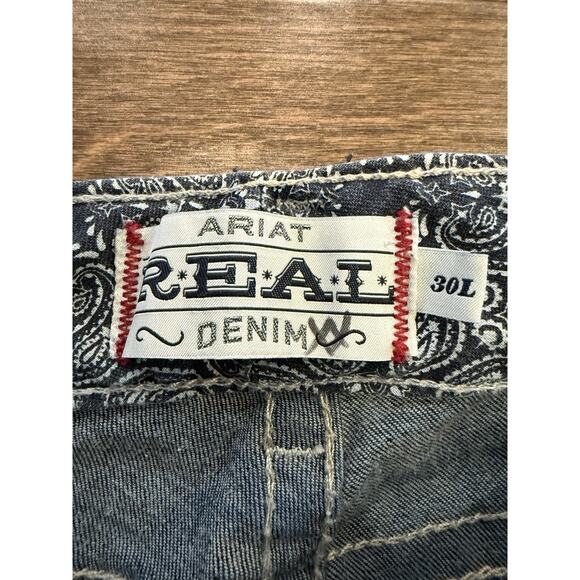 ARIAT
R.E.A.L.
DENIM W
30L